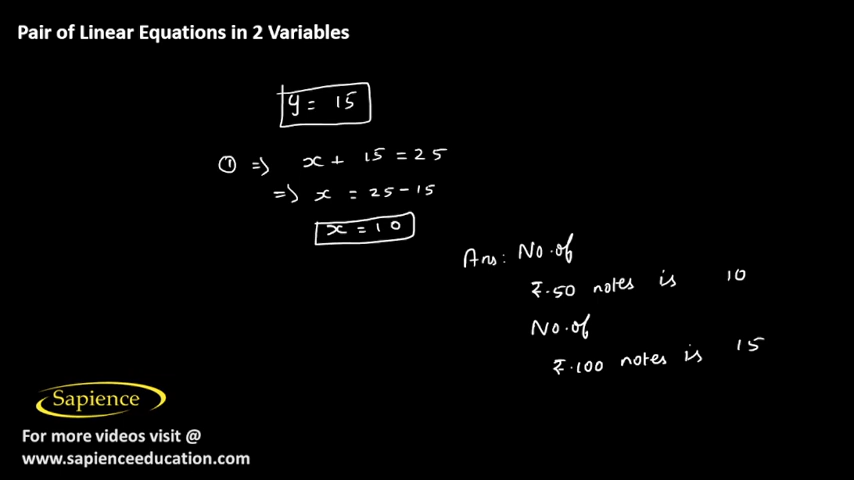 Pair of Linear Equations in 2 Variables
y = 15
① => x + 15 = 25
=> x = 25 - 15
x = 10
Ans: No. of
₹.50 notes is 10
No. of
₹.100 notes is 15
Sapience
For more videos visit @
www.sapienceeducation.com